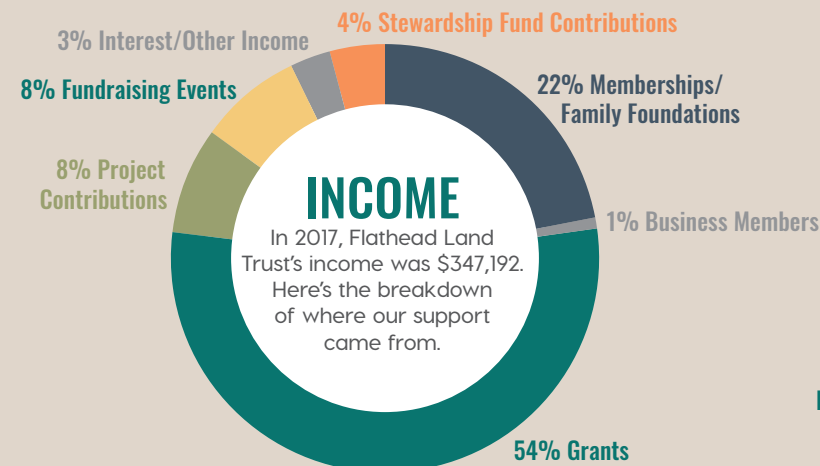 4% Stewardship Fund Contributions
3% Interest/Other Income
8% Fundraising Events
22% Memberships/
Family Foundations
8% Project
Contributions
1% Business Members
INCOME
In 2017, Flathead Land
Trust's income was $347,192.
Here's the breakdown
of where our support
came from.
54% Grants